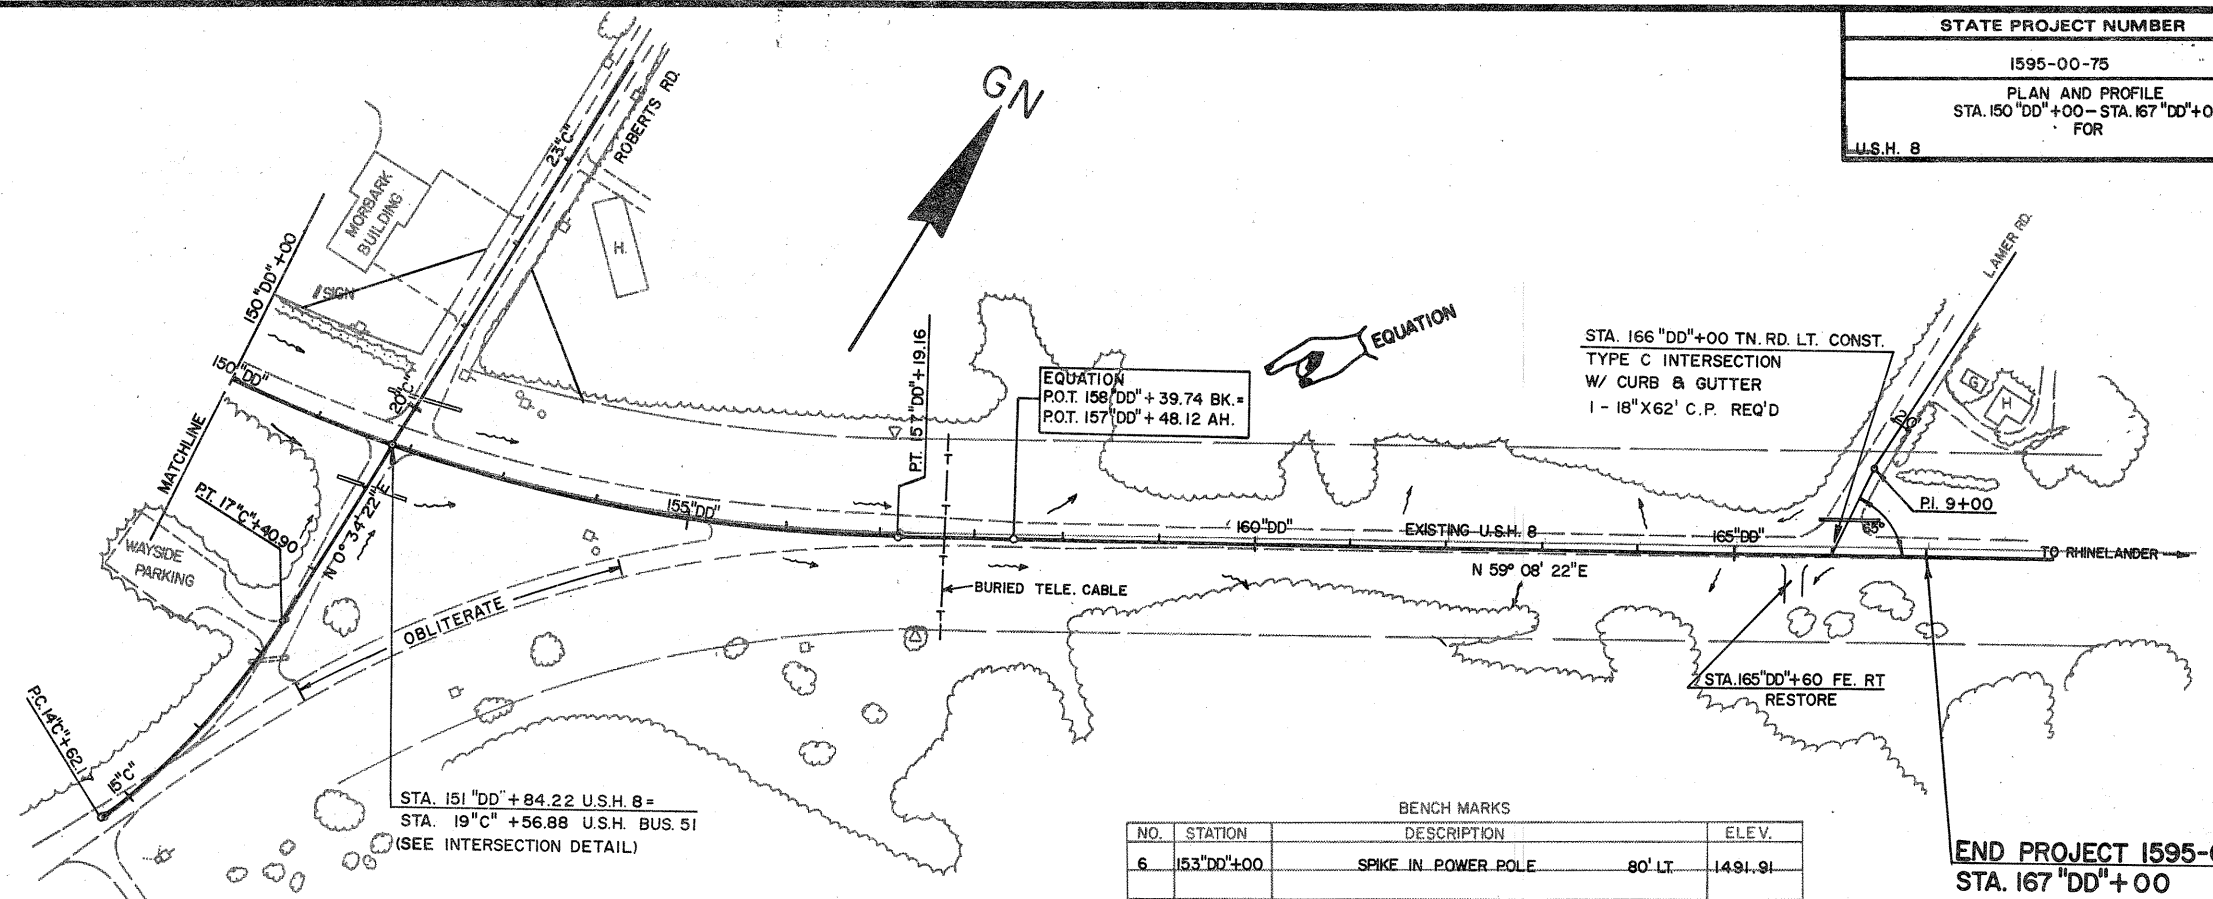 STATE PROJECT NUMBER
1595-00-75
PLAN AND PROFILE
STA. 150 "DD" +00 - STA. 167 "DD" +0
FOR
U.S.H. 8
GN
ROBERTS RD.
23 "C"
MORBARK
BUILDING
H
SIGN
150 "DD" +00
150 "DD"
MATCHLINE
20 "C"
P.T. 17 "C" +40.90
N 0° 34' 22" E
WAYSIDE
PARKING
P.C. 14 "C" + 62.17
15 "C"
OBLITERATE
155 "DD"
P.T. 157 "DD" + 19.16
EQUATION
P.O.T. 158 "DD" + 39.74 BK. =
P.O.T. 157 "DD" + 48.12 AH.
EQUATION
BURIED TELE. CABLE
T
T
T
T
160 "DD"
EXISTING U.S.H. 8
N 59° 08' 22" E
165 "DD"
STA. 166 "DD" +00 TN. RD. LT. CONST.
TYPE C INTERSECTION
W/ CURB & GUTTER
1 - 18" X 62' C.P. REQ'D
LAMER RD.
G
H
P.I. 9+00
65°
TO RHINELANDER
STA. 165 "DD" +60 FE. RT
RESTORE
STA. 151 "DD" + 84.22 U.S.H. 8 =
STA. 19 "C" +56.88 U.S.H. BUS. 51
(SEE INTERSECTION DETAIL)
BENCH MARKS
NO. STATION DESCRIPTION ELEV.
6 153 "DD" +00 SPIKE IN POWER POLE 80' LT. 1491.91
END PROJECT 1595-
STA. 167 "DD" + 00